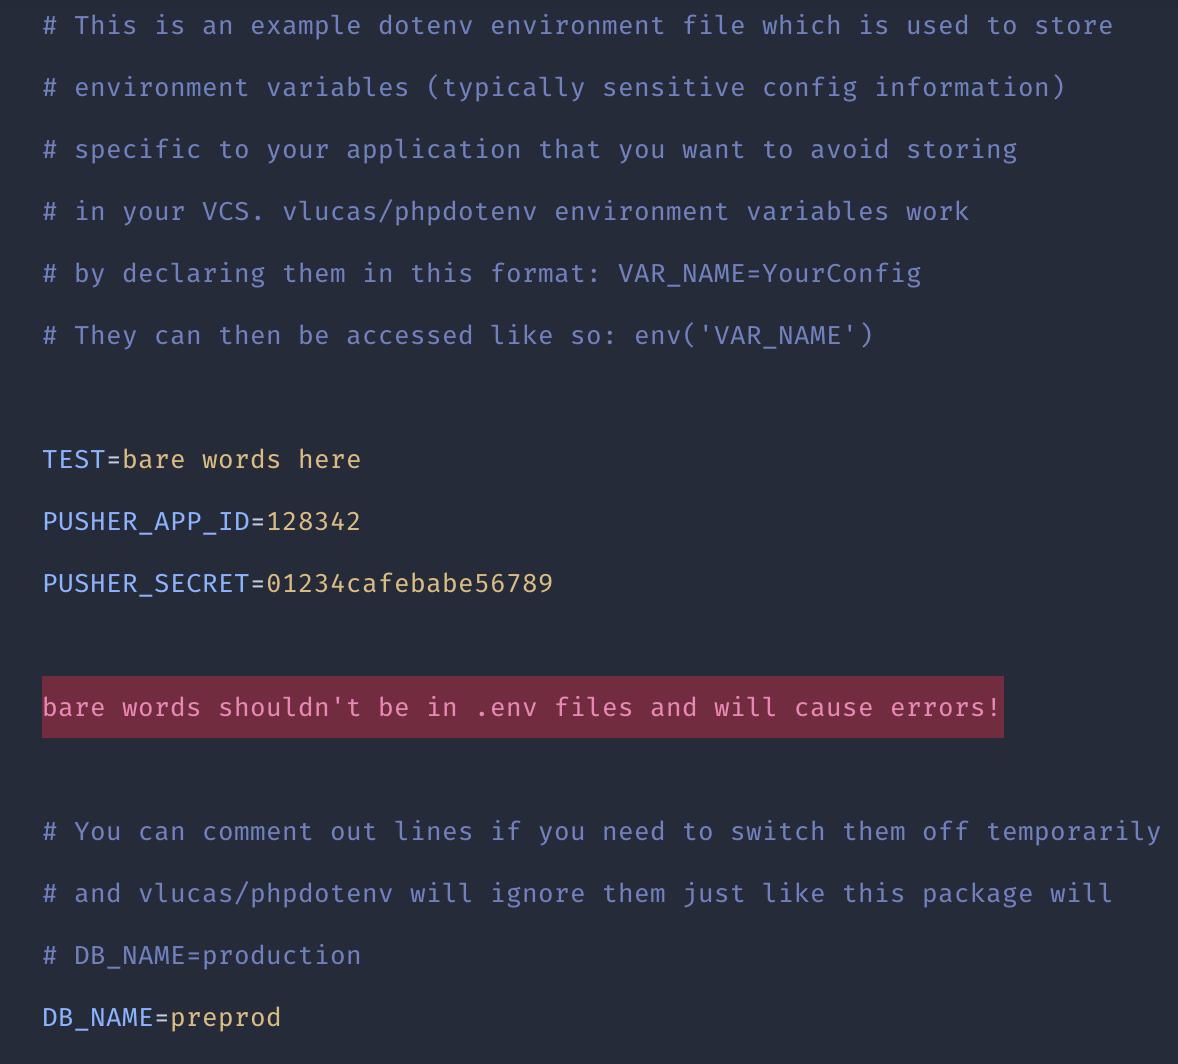 # This is an example dotenv environment file which is used to store
# environment variables (typically sensitive config information)
# specific to your application that you want to avoid storing
# in your VCS. vlucas/phpdotenv environment variables work
# by declaring them in this format: VAR_NAME=YourConfig
# They can then be accessed like so: env('VAR_NAME')
TEST=bare words here
PUSHER_APP_ID=128342
PUSHER_SECRET=01234cafebabe56789
bare words shouldn't be in .env files and will cause errors!
# You can comment out lines if you need to switch them off temporarily
# and vlucas/phpdotenv will ignore them just like this package will
# DB_NAME=production
DB_NAME=preprod